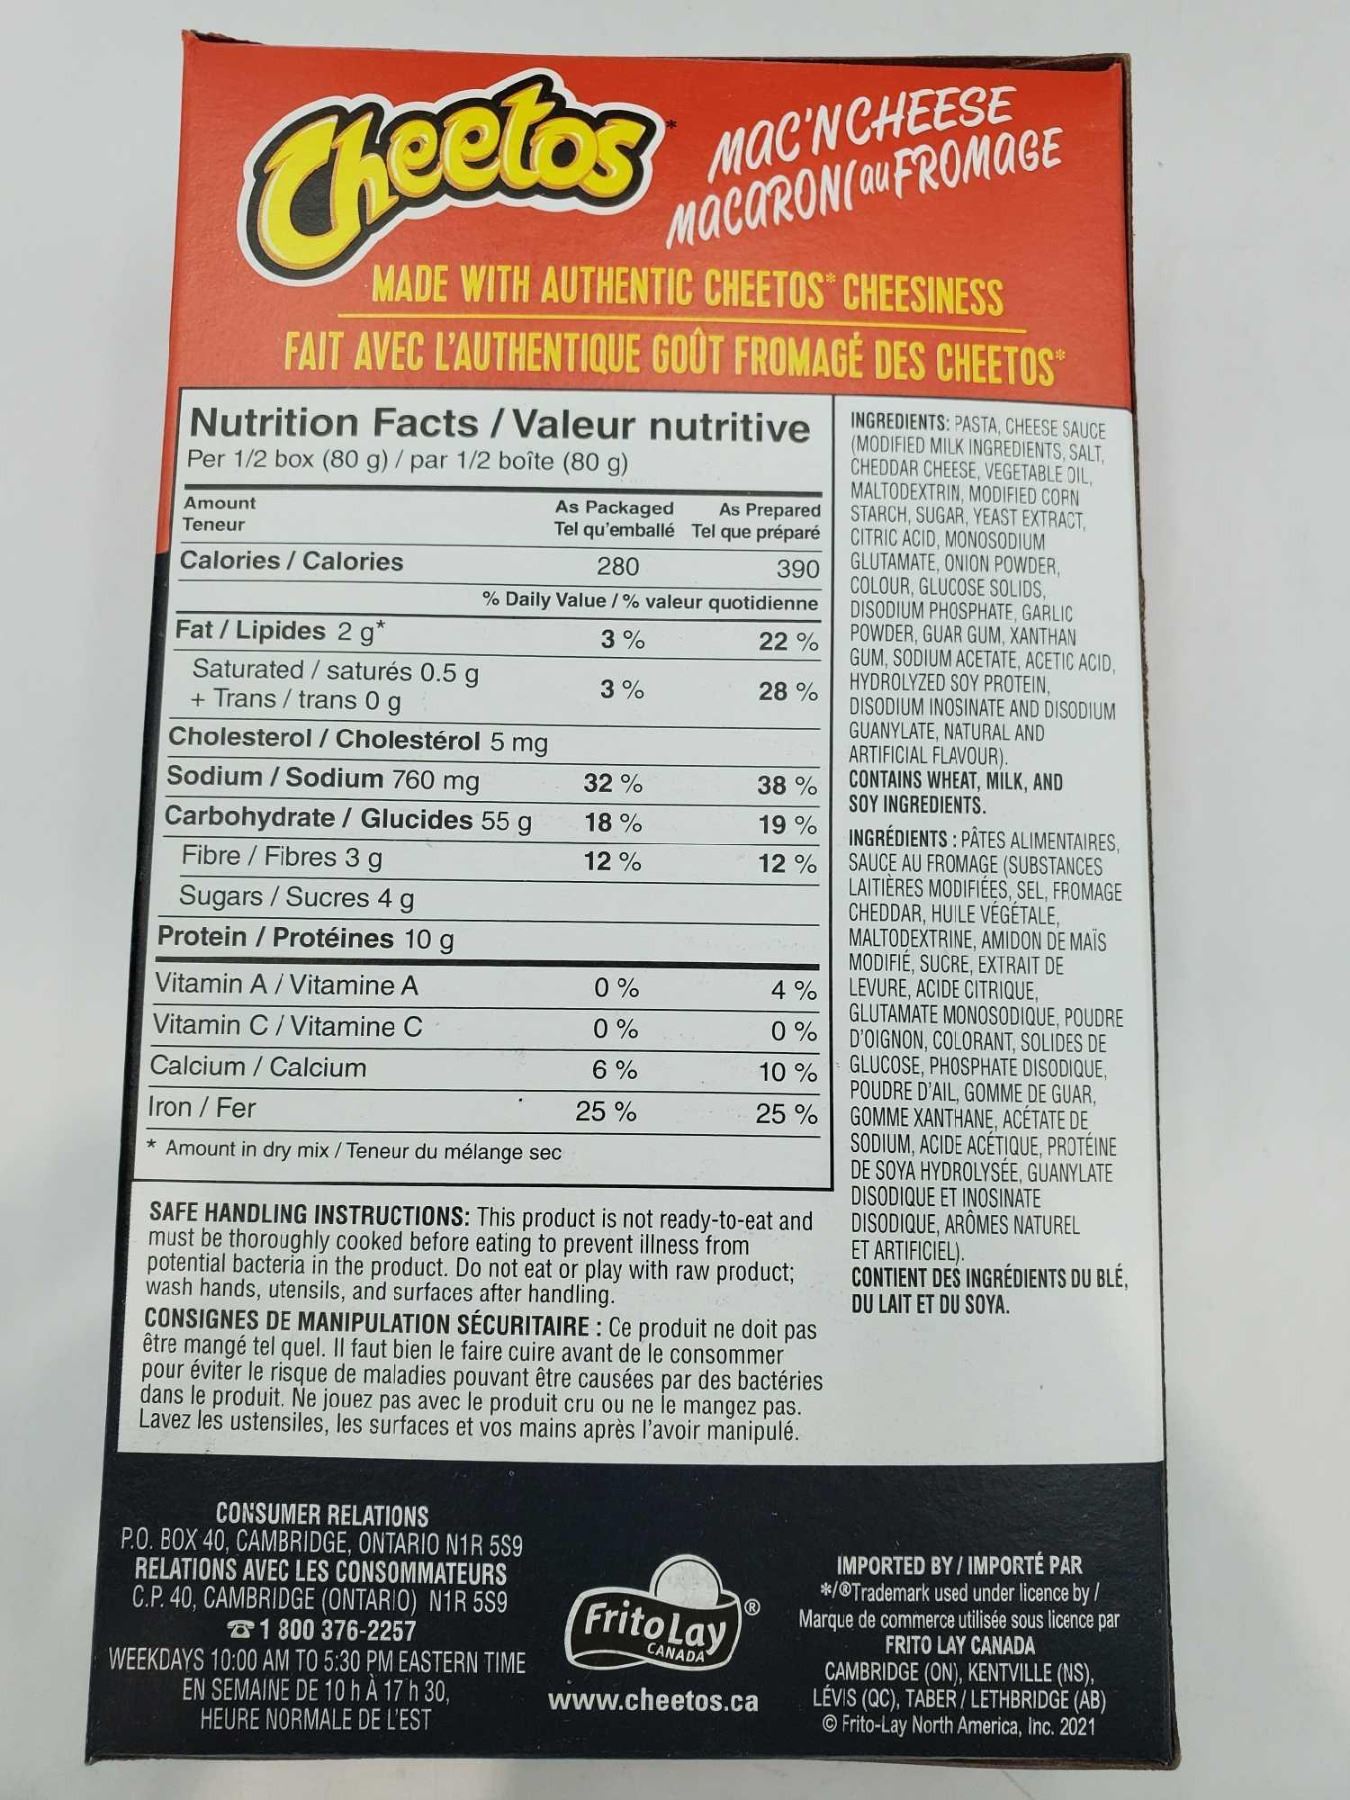 Cheetos*
MAC'N CHEESE
MACARONI au FROMAGE
MADE WITH AUTHENTIC CHEETOS* CHEESINESS
FAIT AVEC L'AUTHENTIQUE GOÛT FROMAGÉ DES CHEETOS*
Nutrition Facts / Valeur nutritive
Per 1/2 box (80 g) / par 1/2 boîte (80 g)
Amount As Packaged As Prepared
Teneur Tel qu'emballé Tel que préparé
Calories / Calories 280 390
% Daily Value / % valeur quotidienne
Fat / Lipides 2 g* 3 % 22 %
Saturated / saturés 0.5 g
+ Trans / trans 0 g 3 % 28 %
Cholesterol / Cholestérol 5 mg
Sodium / Sodium 760 mg 32 % 38 %
Carbohydrate / Glucides 55 g 18 % 19 %
Fibre / Fibres 3 g 12 % 12 %
Sugars / Sucres 4 g
Protein / Protéines 10 g
Vitamin A / Vitamine A 0 % 4 %
Vitamin C / Vitamine C 0 % 0 %
Calcium / Calcium 6 % 10 %
Iron / Fer 25 % 25 %
* Amount in dry mix / Teneur du mélange sec
INGREDIENTS: PASTA, CHEESE SAUCE
(MODIFIED MILK INGREDIENTS, SALT,
CHEDDAR CHEESE, VEGETABLE OIL,
MALTODEXTRIN, MODIFIED CORN
STARCH, SUGAR, YEAST EXTRACT,
CITRIC ACID, MONOSODIUM
GLUTAMATE, ONION POWDER,
COLOUR, GLUCOSE SOLIDS,
DISODIUM PHOSPHATE, GARLIC
POWDER, GUAR GUM, XANTHAN
GUM, SODIUM ACETATE, ACETIC ACID,
HYDROLYZED SOY PROTEIN,
DISODIUM INOSINATE AND DISODIUM
GUANYLATE, NATURAL AND
ARTIFICIAL FLAVOUR).
CONTAINS WHEAT, MILK, AND
SOY INGREDIENTS.
INGRÉDIENTS : PÂTES ALIMENTAIRES,
SAUCE AU FROMAGE (SUBSTANCES
LAITIÈRES MODIFIÉES, SEL, FROMAGE
CHEDDAR, HUILE VÉGÉTALE,
MALTODEXTRINE, AMIDON DE MAÏS
MODIFIÉ, SUCRE, EXTRAIT DE
LEVURE, ACIDE CITRIQUE,
GLUTAMATE MONOSODIQUE, POUDRE
D'OIGNON, COLORANT, SOLIDES DE
GLUCOSE, PHOSPHATE DISODIQUE,
POUDRE D'AIL, GOMME DE GUAR,
GOMME XANTHANE, ACÉTATE DE
SODIUM, ACIDE ACÉTIQUE, PROTÉINE
DE SOYA HYDROLYSÉE, GUANYLATE
DISODIQUE ET INOSINATE
DISODIQUE, ARÔMES NATUREL
ET ARTIFICIEL).
CONTIENT DES INGRÉDIENTS DU BLÉ,
DU LAIT ET DU SOYA.
SAFE HANDLING INSTRUCTIONS: This product is not ready-to-eat and
must be thoroughly cooked before eating to prevent illness from
potential bacteria in the product. Do not eat or play with raw product;
wash hands, utensils, and surfaces after handling.
CONSIGNES DE MANIPULATION SÉCURITAIRE : Ce produit ne doit pas
être mangé tel quel. Il faut bien le faire cuire avant de le consommer
pour éviter le risque de maladies pouvant être causées par des bactéries
dans le produit. Ne jouez pas avec le produit cru ou ne le mangez pas.
Lavez les ustensiles, les surfaces et vos mains après l'avoir manipulé.
CONSUMER RELATIONS
P.O. BOX 40, CAMBRIDGE, ONTARIO N1R 5S9
RELATIONS AVEC LES CONSOMMATEURS
C.P. 40, CAMBRIDGE (ONTARIO) N1R 5S9
☎ 1 800 376-2257
WEEKDAYS 10:00 AM TO 5:30 PM EASTERN TIME
EN SEMAINE DE 10 h À 17 h 30,
HEURE NORMALE DE L'EST
Frito Lay ®
CANADA
www.cheetos.ca
IMPORTED BY / IMPORTÉ PAR
*/®Trademark used under licence by /
Marque de commerce utilisée sous licence par
FRITO LAY CANADA
CAMBRIDGE (ON), KENTVILLE (NS),
LÉVIS (QC), TABER / LETHBRIDGE (AB)
© Frito-Lay North America, Inc. 2021